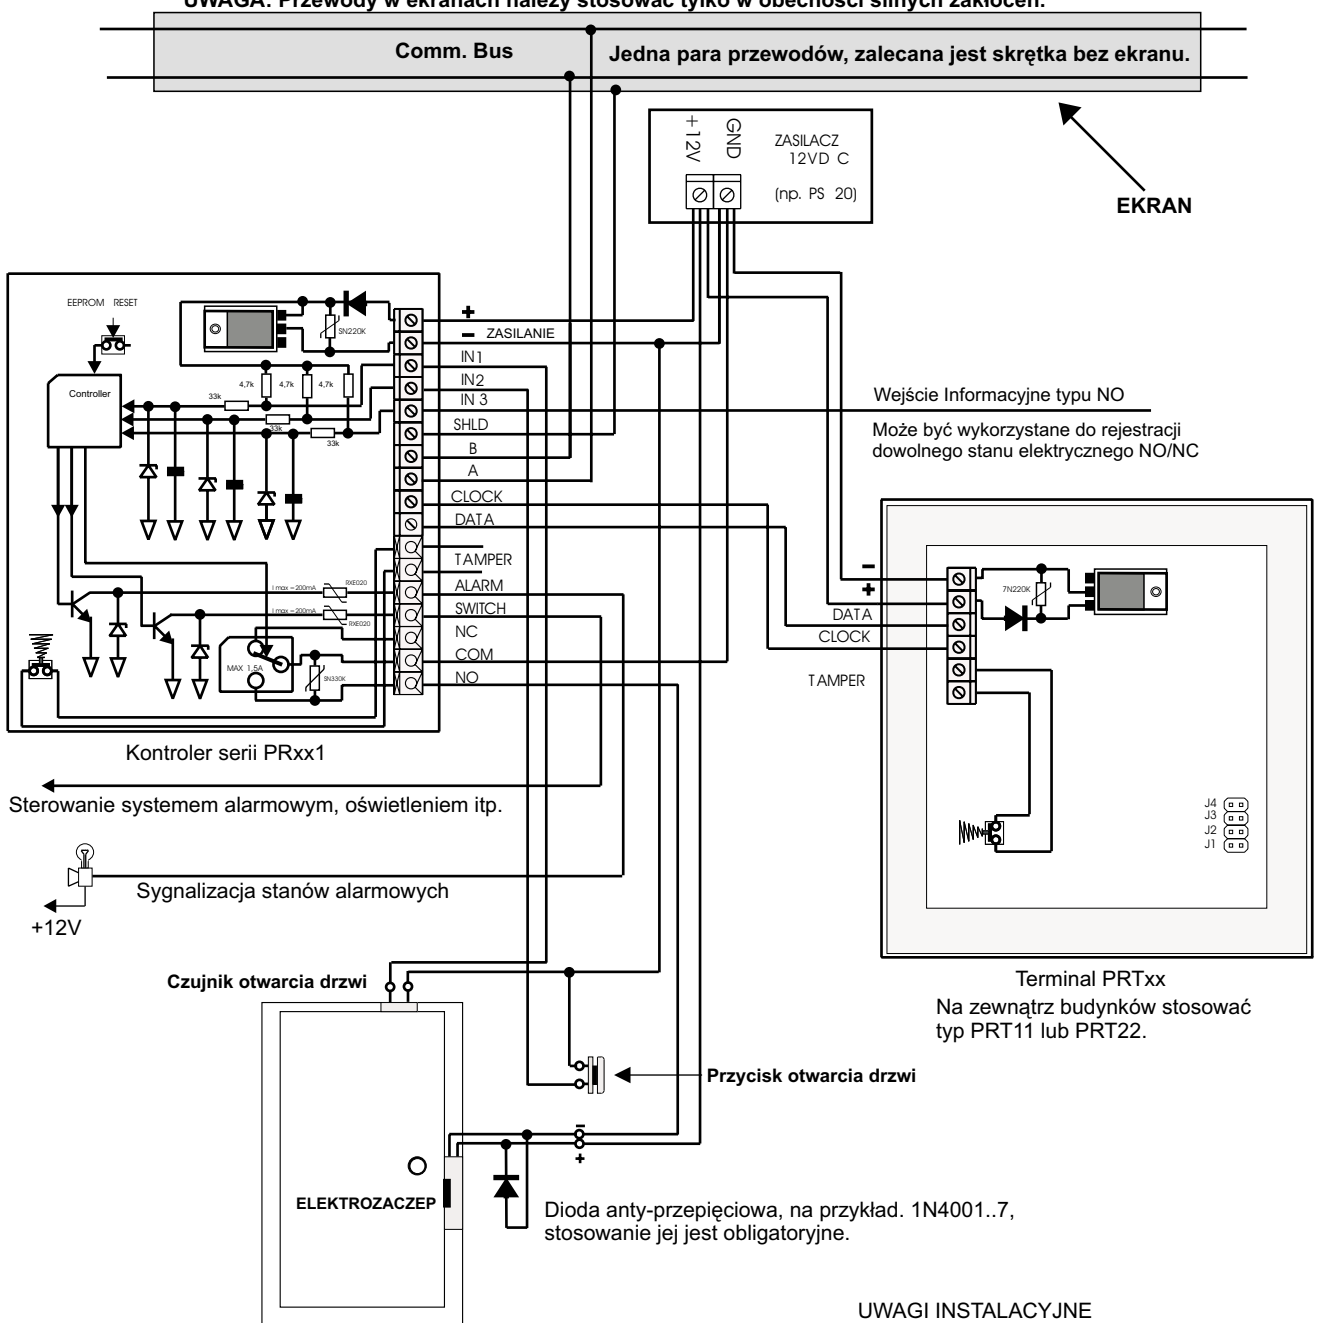 UWAGA: Przewody w ekranach należy stosować tylko w obecności silnych zakłóceń.
Comm. Bus
Jedna para przewodów, zalecana jest skrętka bez ekranu.
+12V
GND
ZASILACZ
12VD C
(np. PS 20)
EKRAN
EEPROM RESET
SN220K
+
– ZASILANIE
IN1
IN2
IN 3
SHLD
B
A
CLOCK
DATA
TAMPER
ALARM
SWITCH
NC
COM
NO
Controller
4,7k
4,7k
4,7k
33k
33k
33k
I max =200mA
RXE020
I max =200mA
RXE020
MAX 1,5A
SN330K
Kontroler serii PRxx1
Wejście Informacyjne typu NO
Może być wykorzystane do rejestracji
dowolnego stanu elektrycznego NO/NC
–
+
DATA
CLOCK
TAMPER
7N220K
J4
J3
J2
J1
Terminal PRTxx
Na zewnątrz budynków stosować
typ PRT11 lub PRT22.
Sterowanie systemem alarmowym, oświetleniem itp.
Sygnalizacja stanów alarmowych
+12V
Czujnik otwarcia drzwi
Przycisk otwarcia drzwi
–
+
ELEKTROZACZEP
Dioda anty-przepięciowa, na przykład. 1N4001..7,
stosowanie jej jest obligatoryjne.
UWAGI INSTALACYJNE